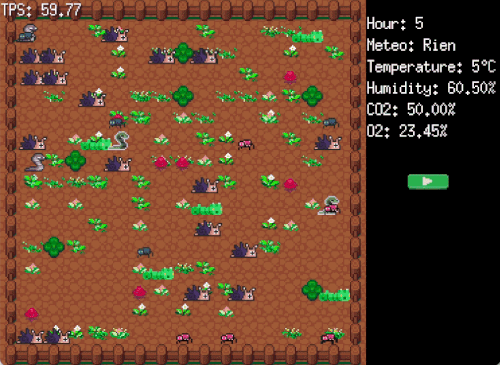 TPS: 59.77
Hour: 5
Meteo: Rien
Temperature: 5°C
Humidity: 60.50%
CO2: 50.00%
O2: 23.45%